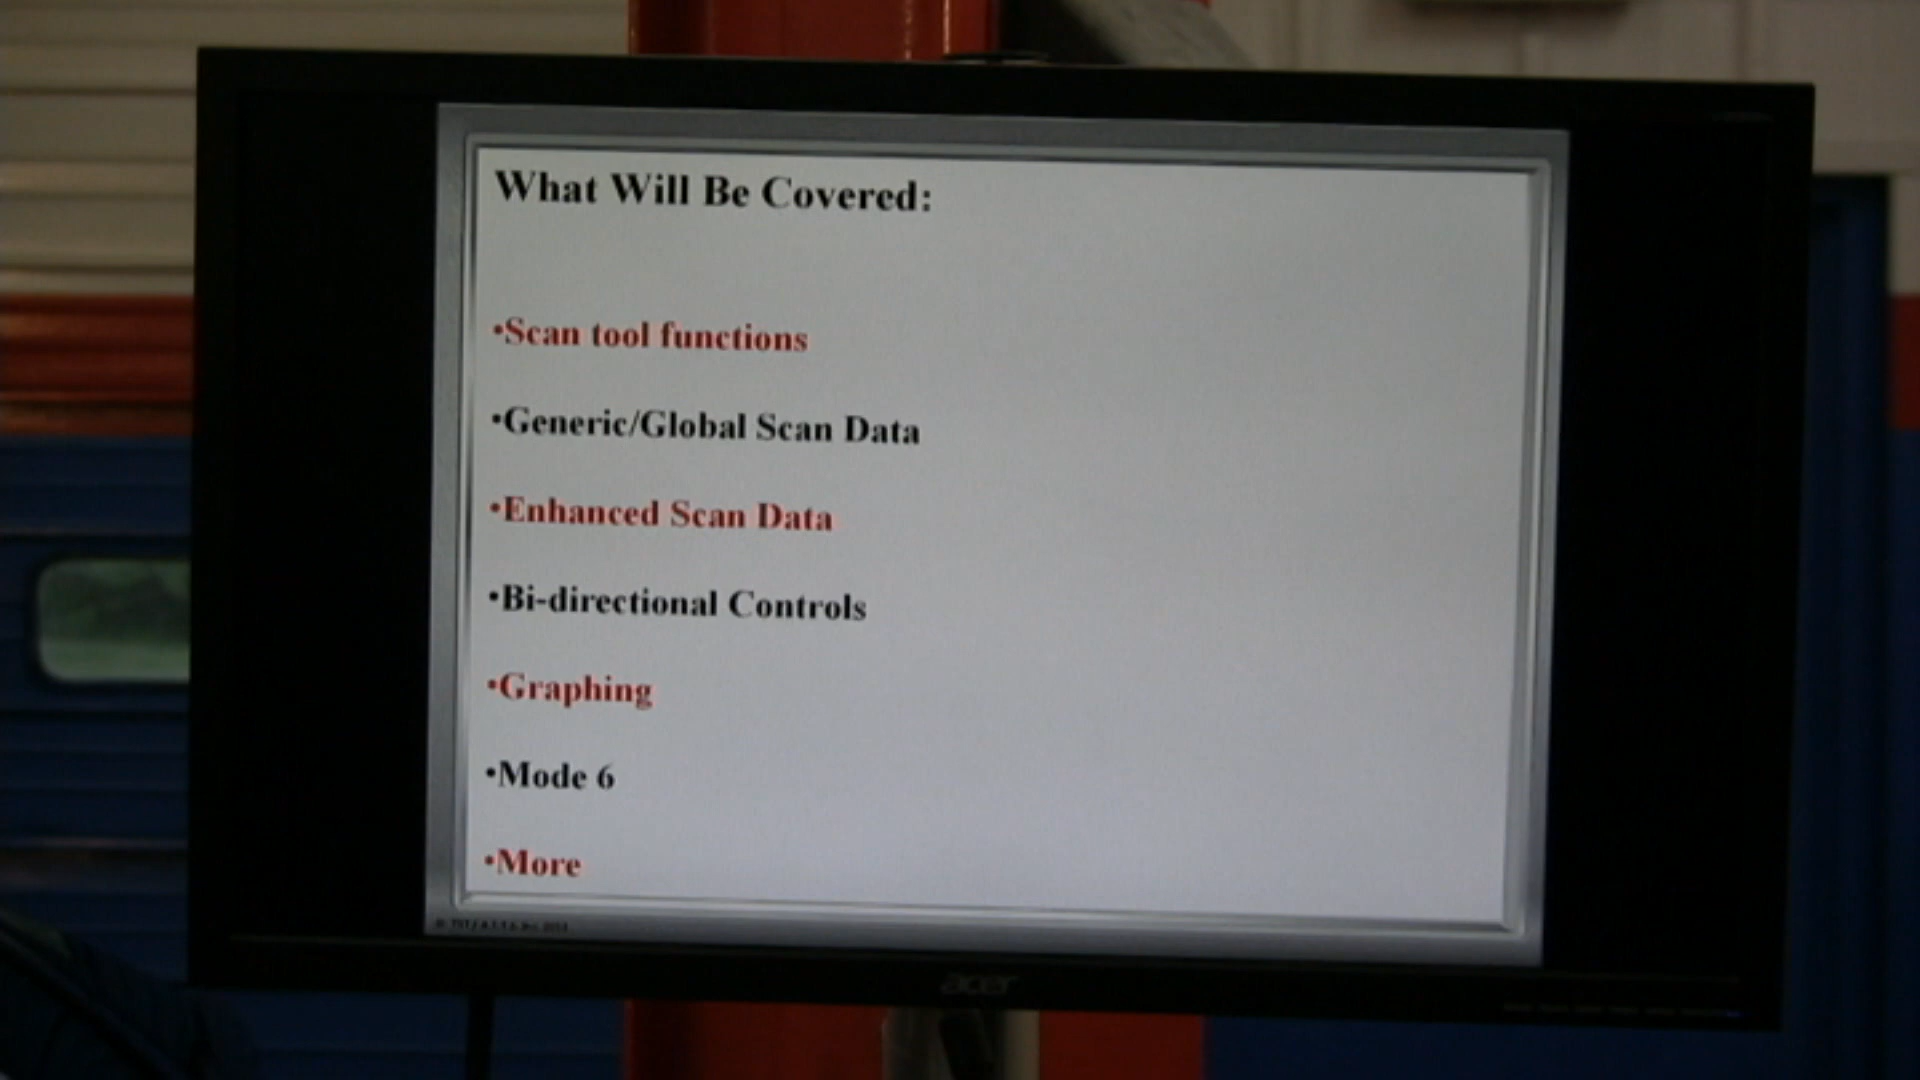 What Will Be Covered:
•Scan tool functions
•Generic/Global Scan Data
•Enhanced Scan Data
•Bi-directional Controls
•Graphing
•Mode 6
•More
acer